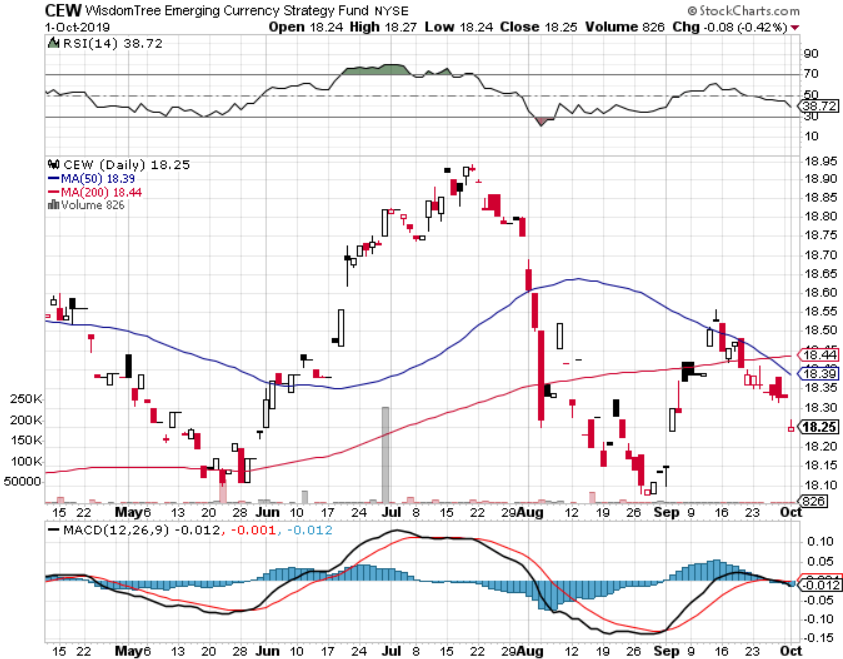 CEW WisdomTree Emerging Currency Strategy Fund NYSE © StockCharts.com
1-Oct-2019 Open 18.24 High 18.27 Low 18.24 Close 18.25 Volume 826 Chg -0.08 (-0.42%)
RSI(14) 38.72
90
70
50
38.72
30
10
CEW (Daily) 18.25
MA(50) 18.39
MA(200) 18.44
Volume 826
18.95
18.90
18.85
18.80
18.75
18.70
18.65
18.60
18.55
18.50
18.44
18.39
18.35
18.30
18.25
18.20
18.15
18.10
250K
200K
150K
100K
50000
826
15 22 May 6 13 20 28 Jun 10 17 24 Jul 8 15 22 29 Aug 12 19 26 Sep 9 16 23 Oct
MACD(12,26,9) -0.012, -0.001, -0.012
0.10
0.05
-0.012
-0.05
-0.10
-0.15
15 22 May 6 13 20 28 Jun 10 17 24 Jul 8 15 22 29 Aug 12 19 26 Sep 9 16 23 Oct